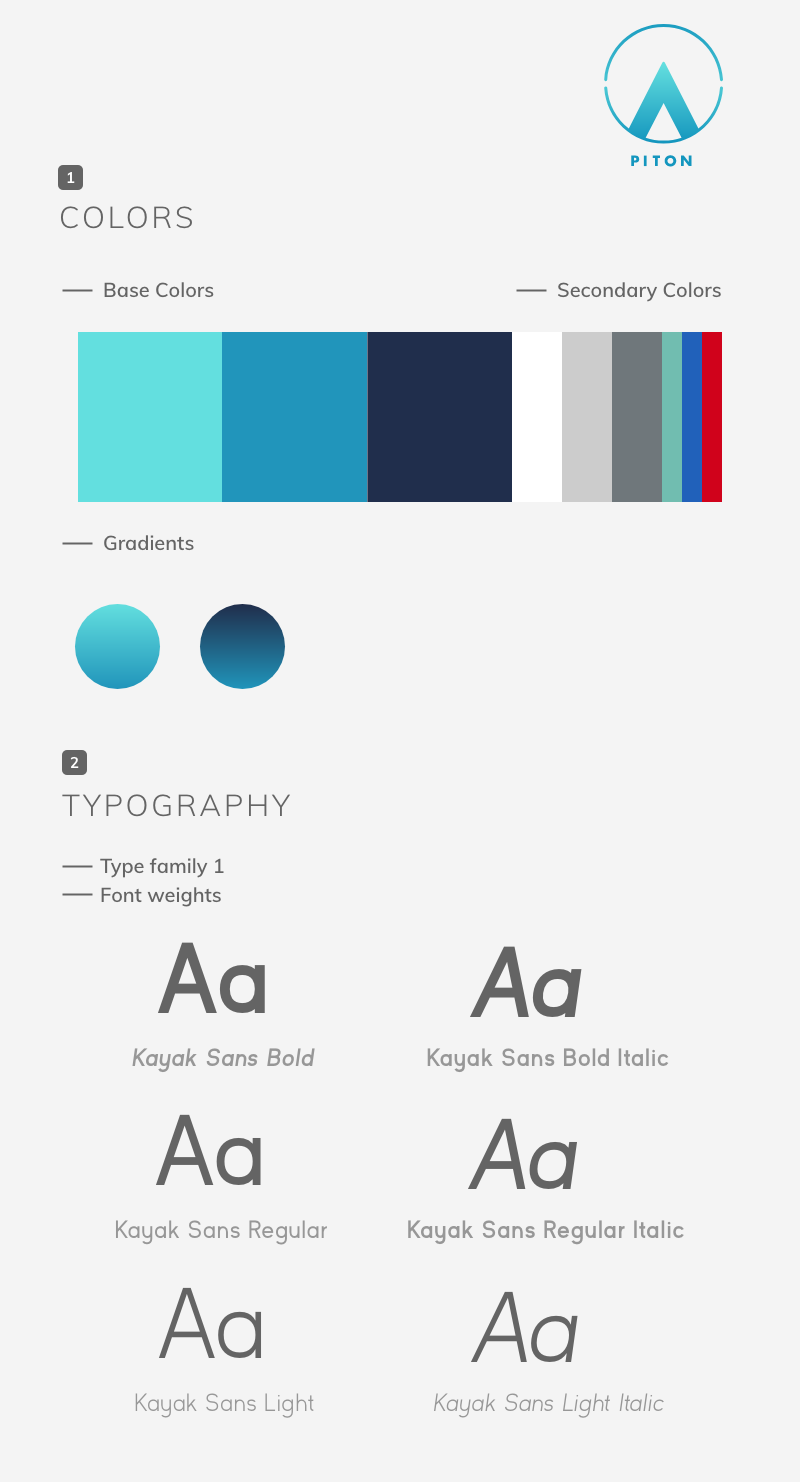 PITON
1
COLORS
Base Colors
Secondary Colors
Gradients
2
TYPOGRAPHY
Type family 1
Font weights
Aa
Aa
Kayak Sans Bold
Kayak Sans Bold Italic
Aa
Aa
Kayak Sans Regular
Kayak Sans Regular Italic
Aa
Aa
Kayak Sans Light
Kayak Sans Light Italic